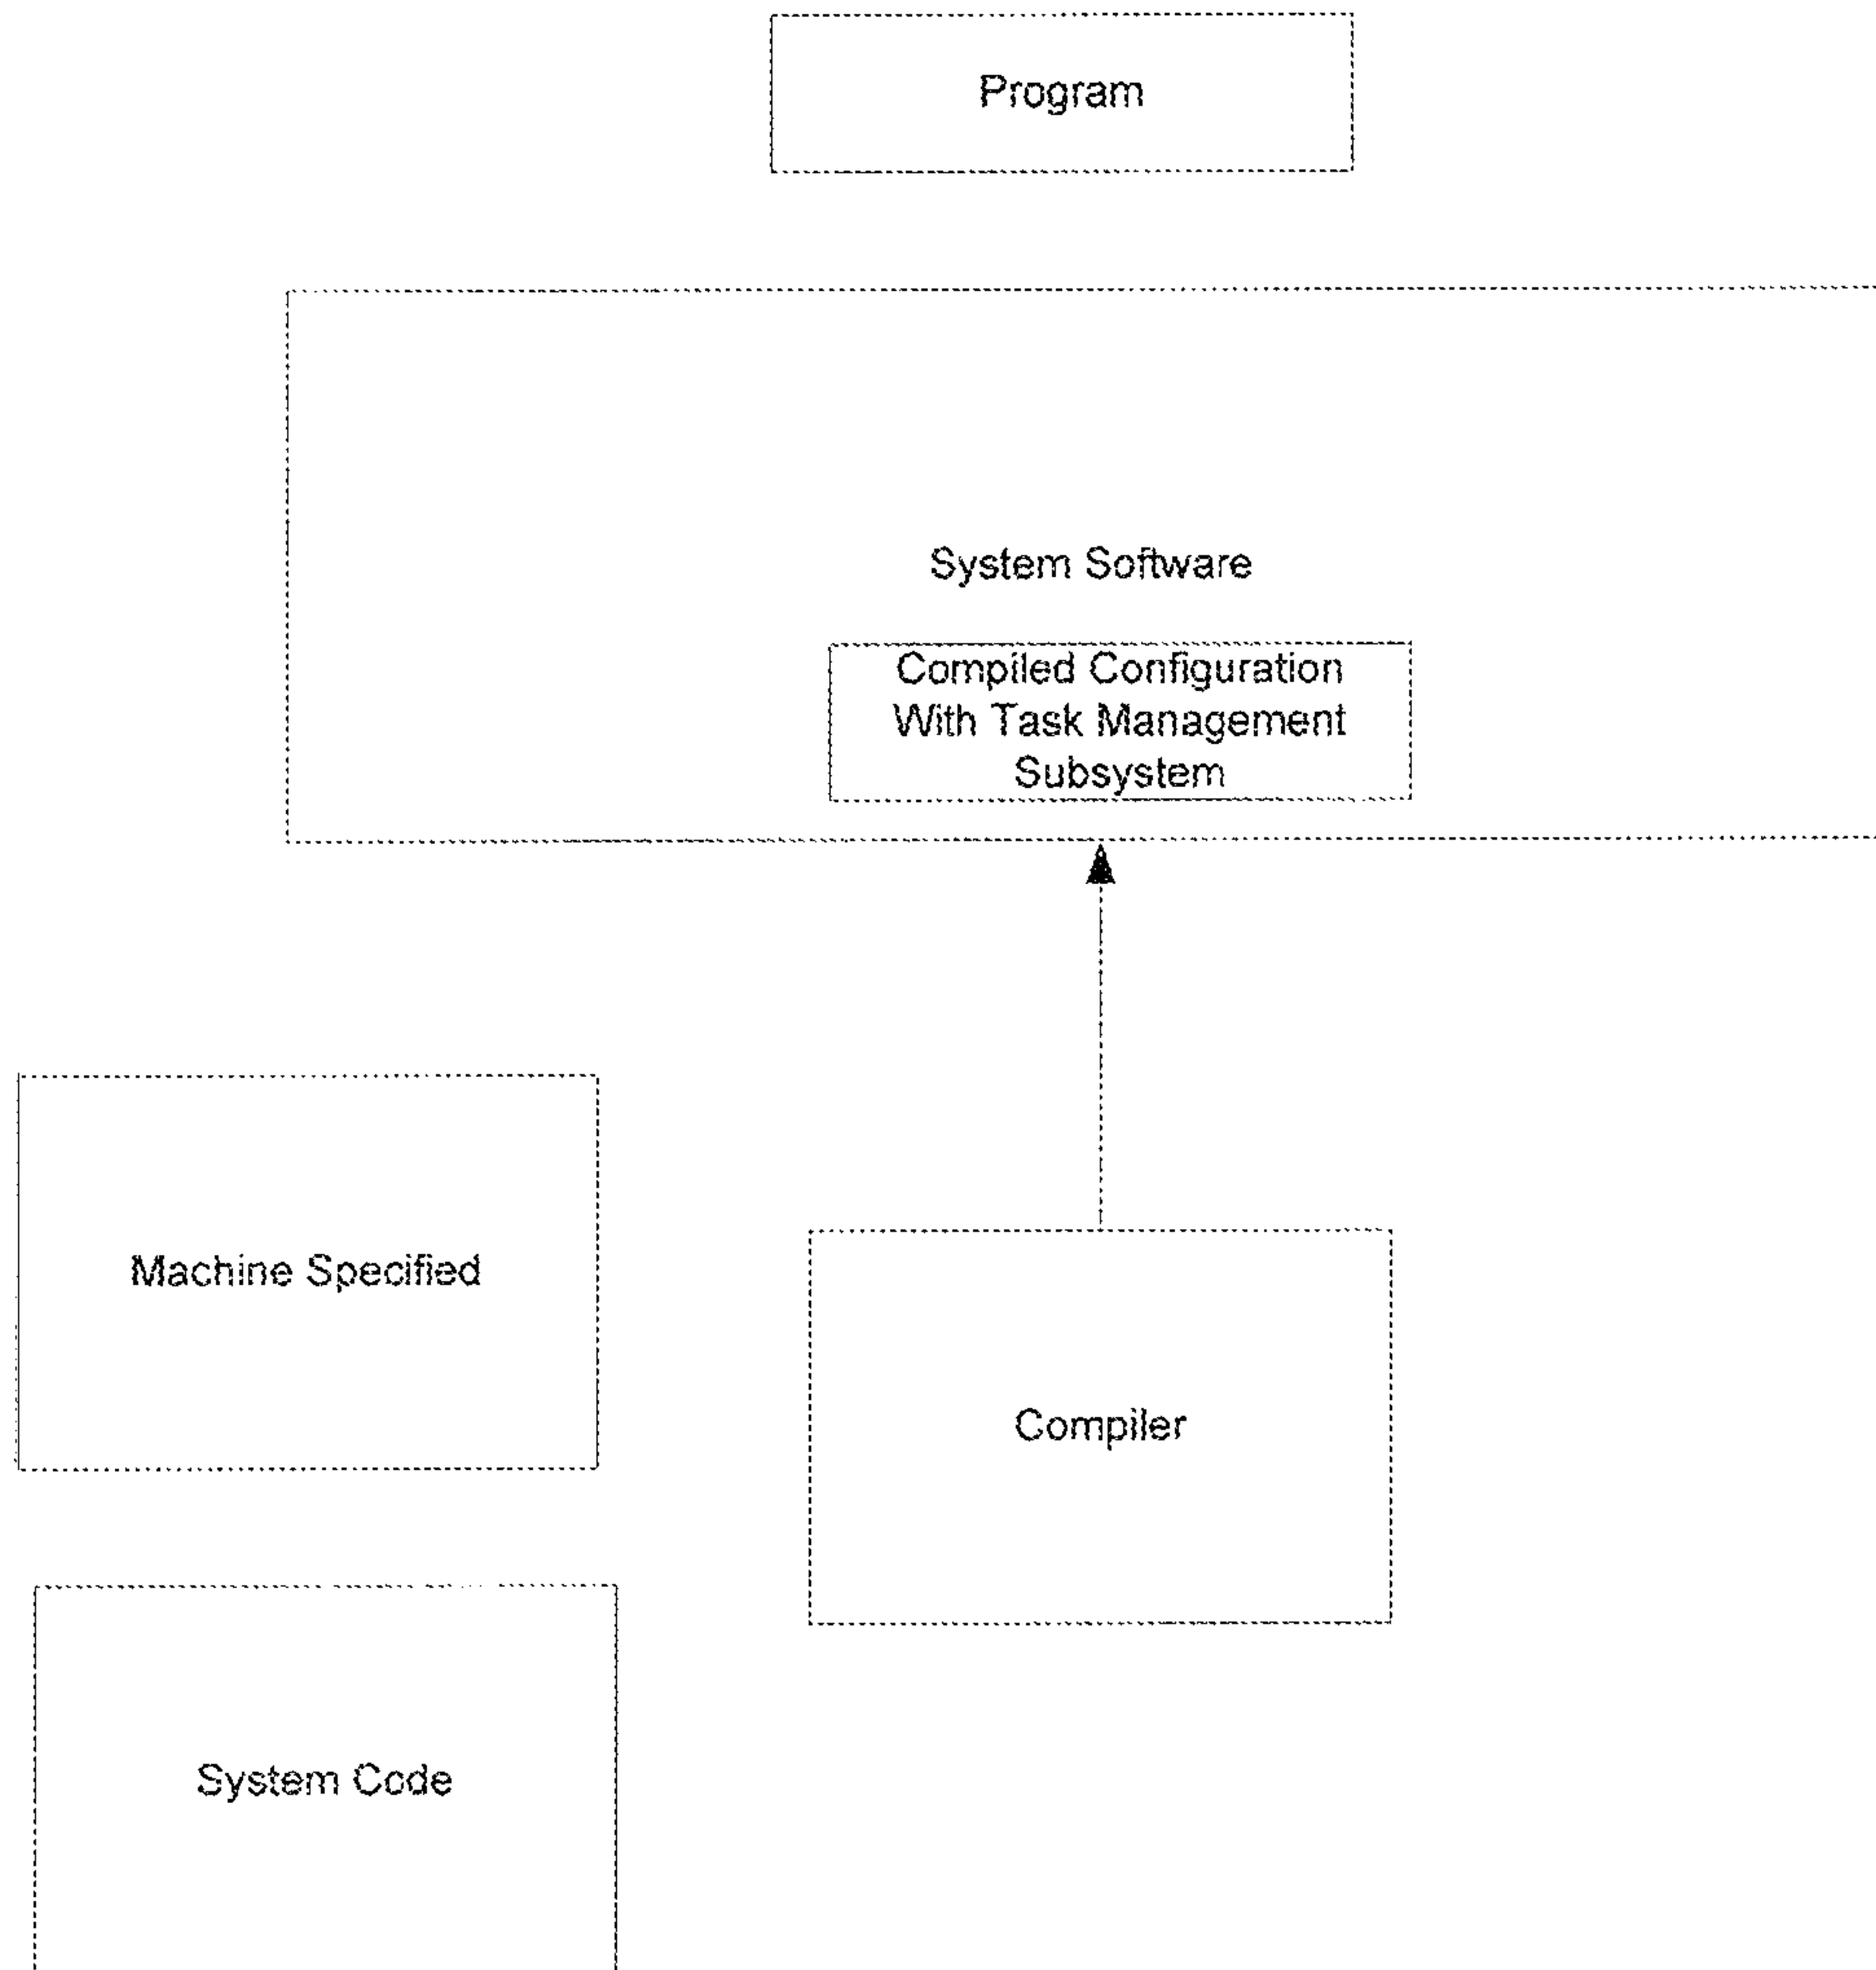 Program
System Software
Compiled Configuration
With Task Management
Subsystem
Machine Specified
Compiler
System Code